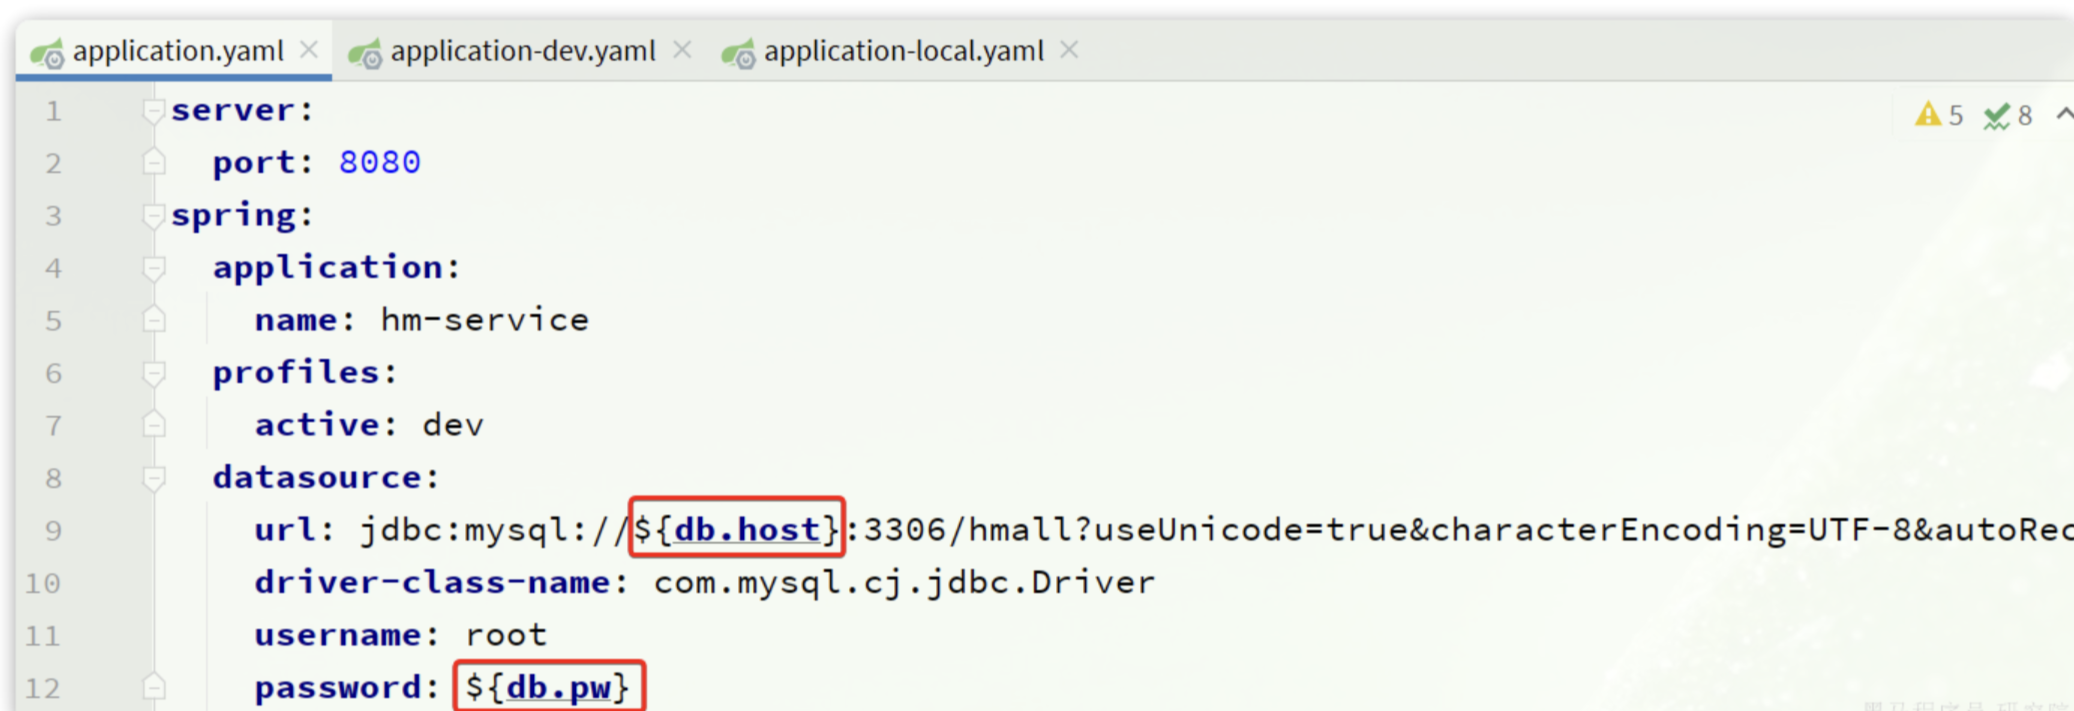 application.yaml application-dev.yaml application-local.yaml
5 8
1 server:
2 port: 8080
3 spring:
4 application:
5 name: hm-service
6 profiles:
7 active: dev
8 datasource:
9 url: jdbc:mysql://${db.host}:3306/hmall?useUnicode=true&characterEncoding=UTF-8&autoRec
10 driver-class-name: com.mysql.cj.jdbc.Driver
11 username: root
12 password: ${db.pw}